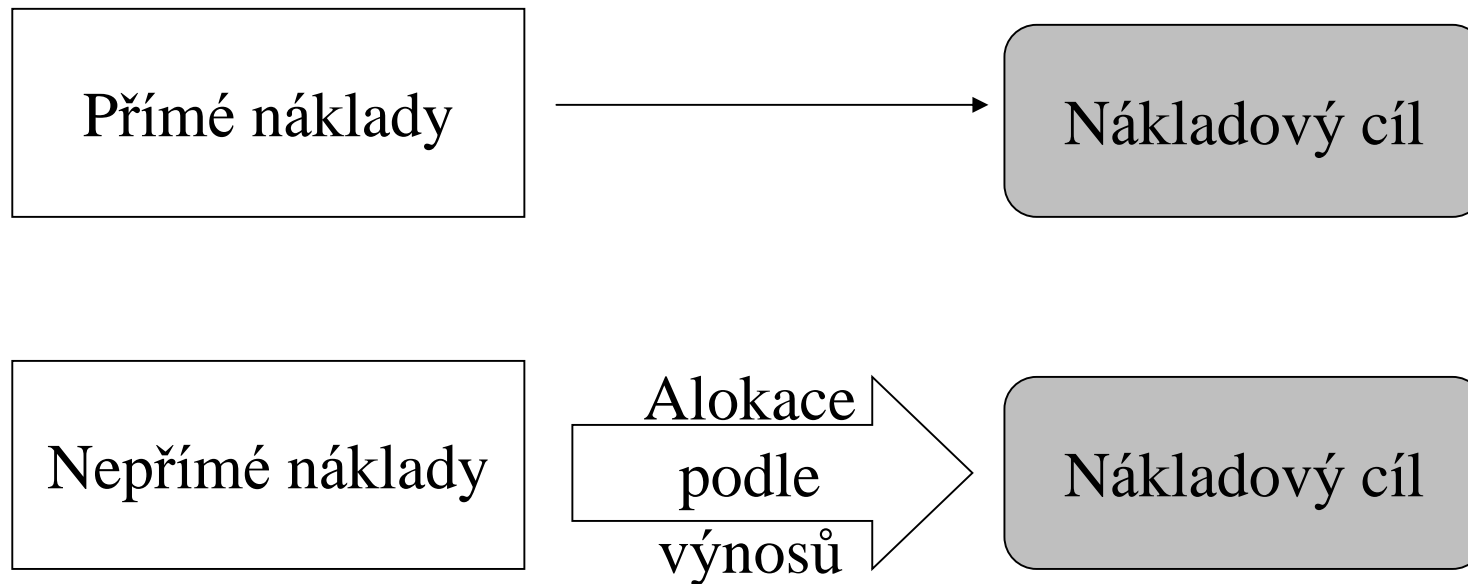 Přímé náklady
Nákladový cíl
Nepřímé náklady
Alokace
podle
výnosů
Nákladový cíl